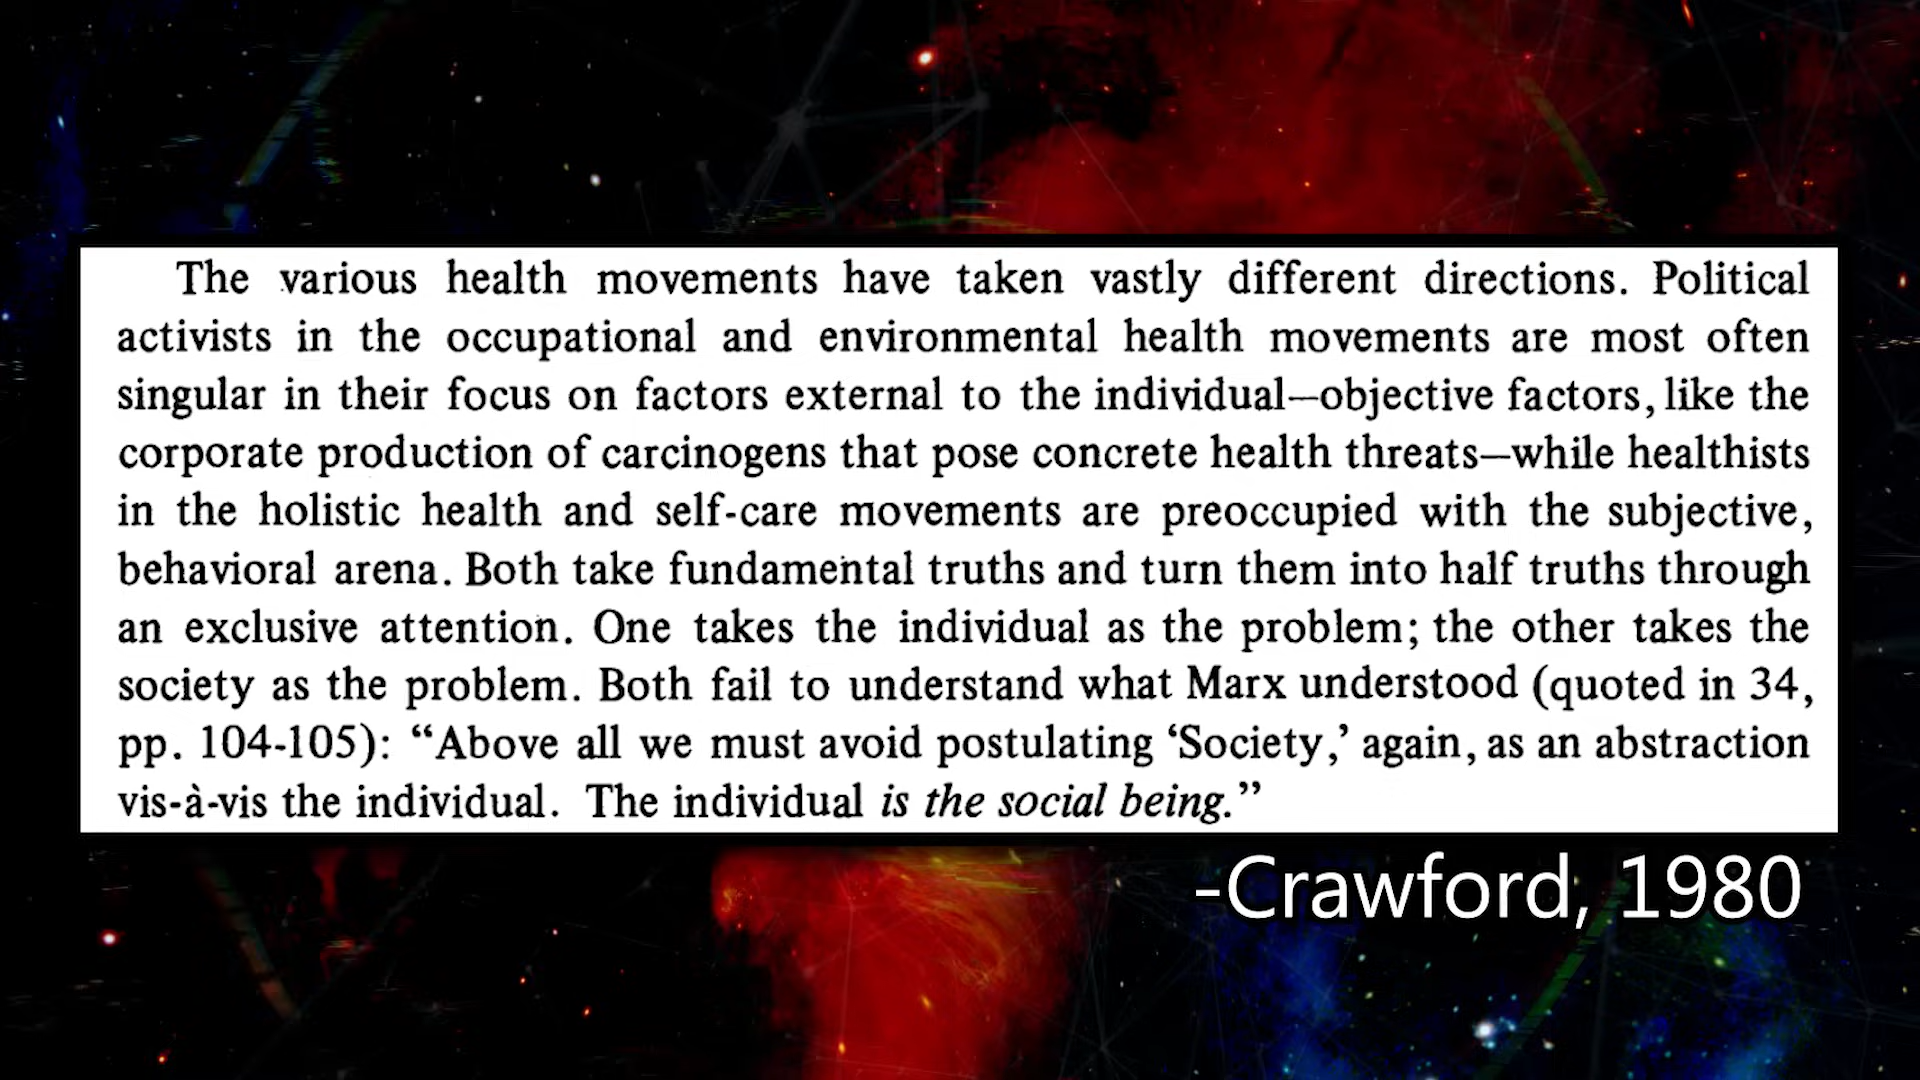 The various health movements have taken vastly different directions. Political
activists in the occupational and environmental health movements are most often
singular in their focus on factors external to the individual—objective factors, like the
corporate production of carcinogens that pose concrete health threats—while healthists
in the holistic health and self-care movements are preoccupied with the subjective,
behavioral arena. Both take fundamental truths and turn them into half truths through
an exclusive attention. One takes the individual as the problem; the other takes the
society as the problem. Both fail to understand what Marx understood (quoted in 34,
pp. 104-105): “Above all we must avoid postulating ‘Society,’ again, as an abstraction
vis-à-vis the individual. The individual is the social being.”
-Crawford, 1980